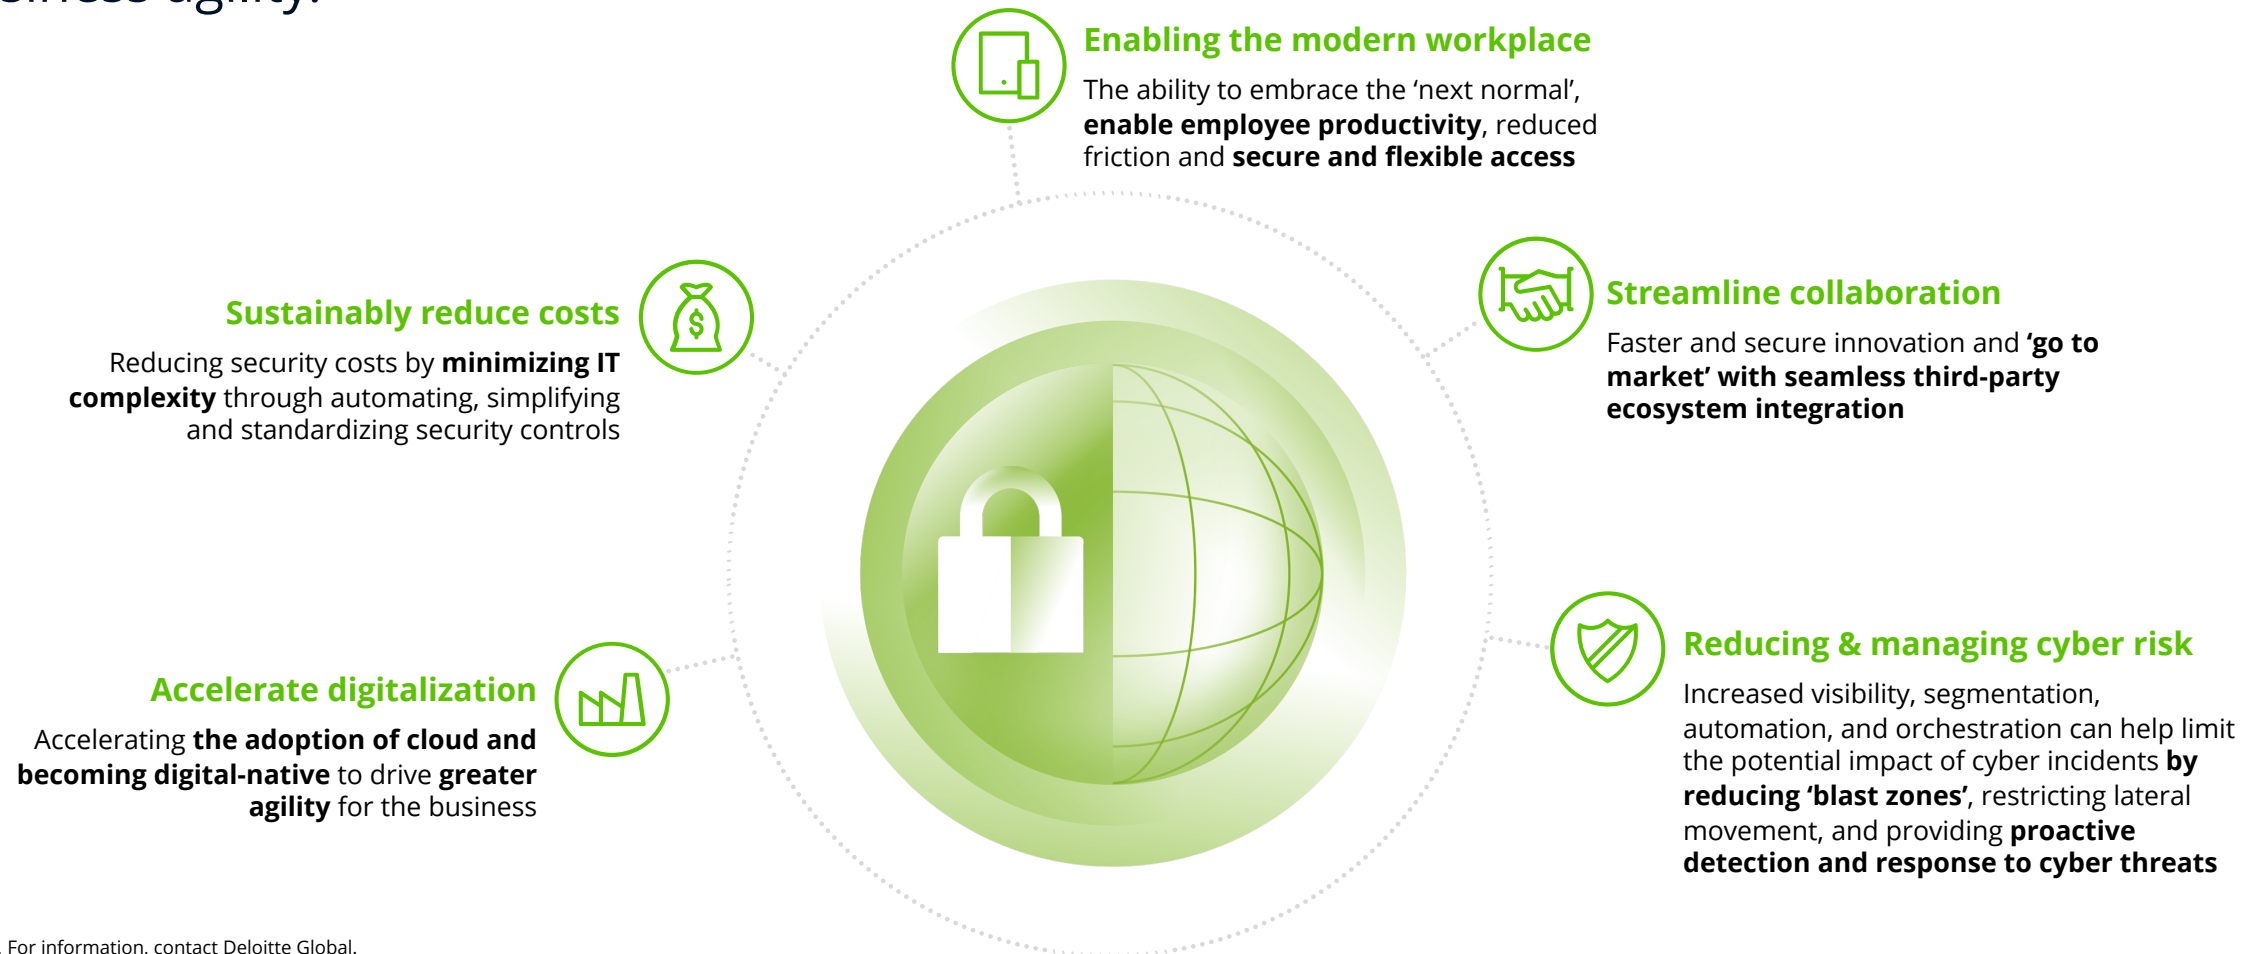 agility.
Enabling the modern workplace
The ability to embrace the ‘next normal’,
enable employee productivity, reduced
friction and secure and flexible access
Sustainably reduce costs
Reducing security costs by minimizing IT
complexity through automating, simplifying
and standardizing security controls
$
Streamline collaboration
Faster and secure innovation and ‘go to
market’ with seamless third-party
ecosystem integration
Accelerate digitalization
Accelerating the adoption of cloud and
becoming digital-native to drive greater
agility for the business
Reducing & managing cyber risk
Increased visibility, segmentation,
automation, and orchestration can help limit
the potential impact of cyber incidents by
reducing ‘blast zones’, restricting lateral
movement, and providing proactive
detection and response to cyber threats
. For information, contact Deloitte Global.